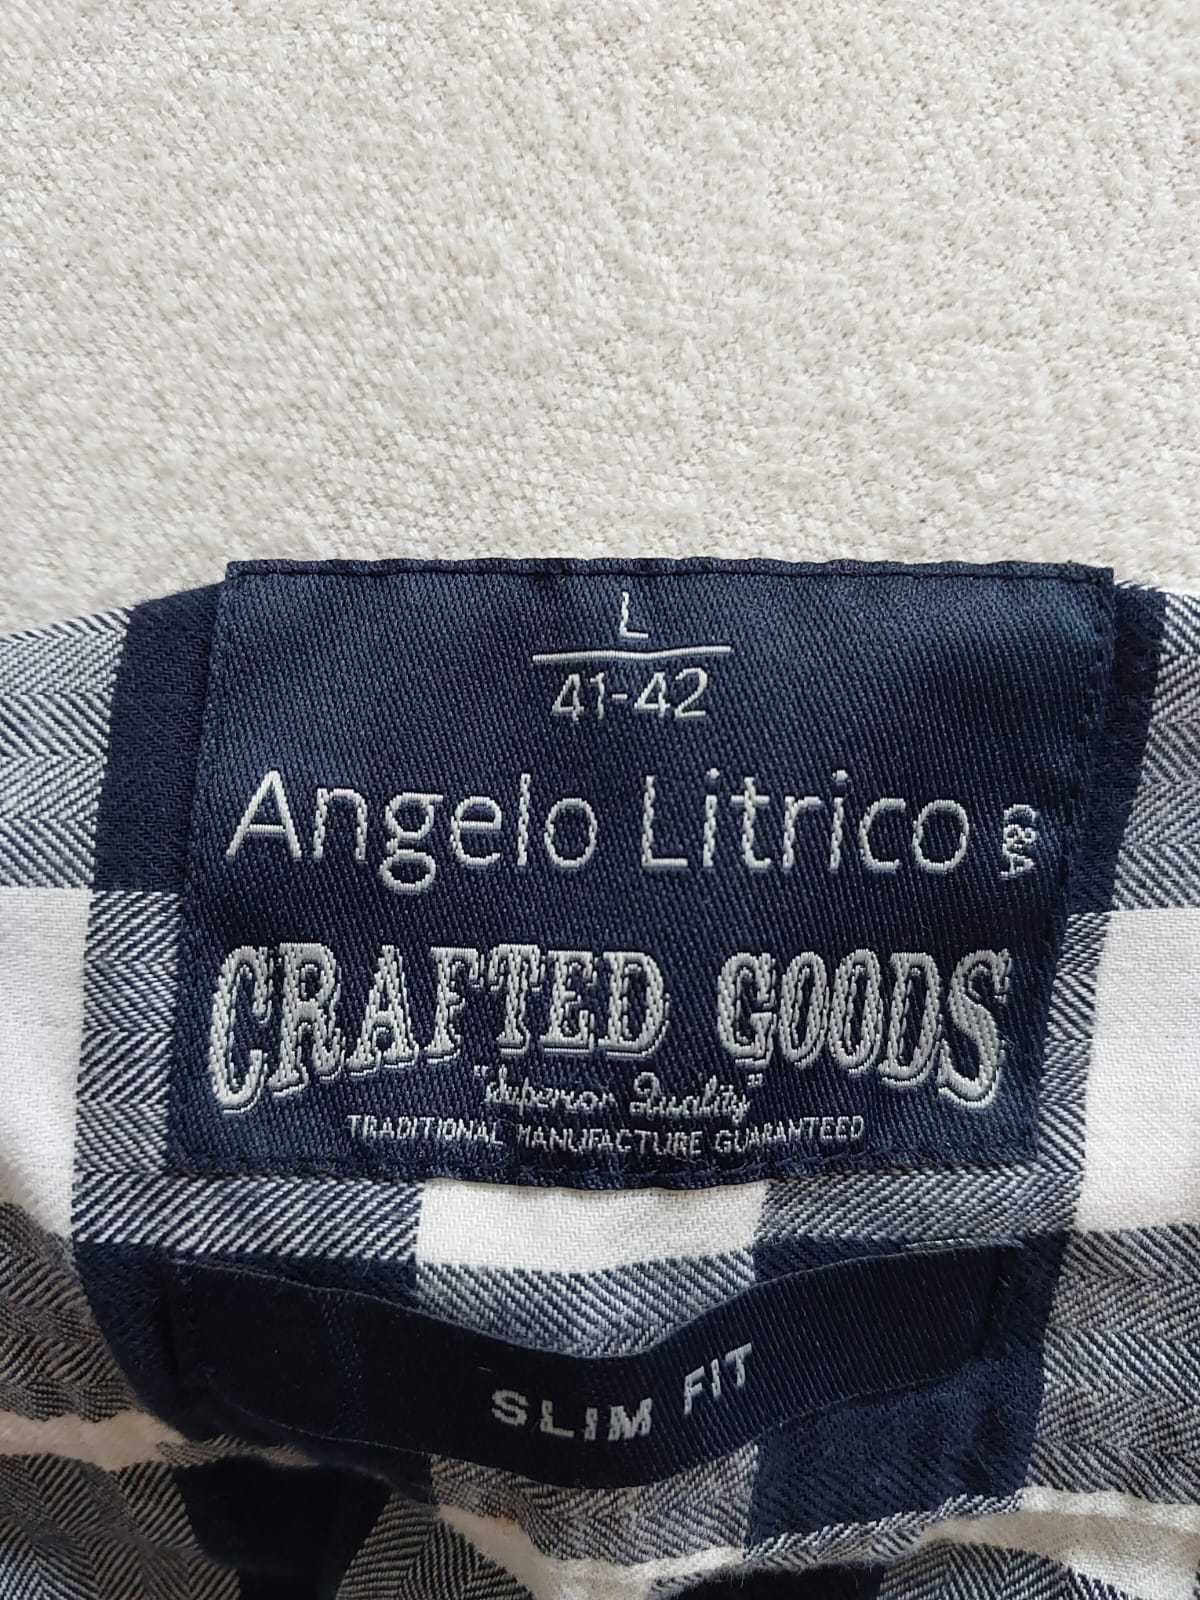 L
41-42
Angelo Litrico C&A
CRAFTED GOODS
"Superior Quality"
TRADITIONAL MANUFACTURE GUARANTEED
SLIM FIT